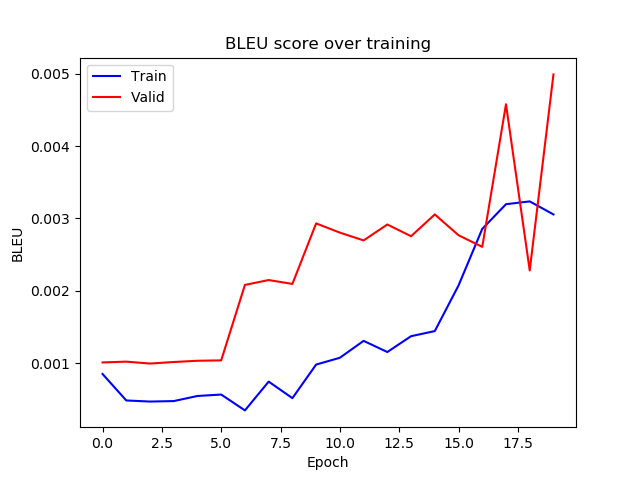 BLEU score over training
Train
Valid
0.005
0.004
0.003
0.002
0.001
BLEU
0.0 2.5 5.0 7.5 10.0 12.5 15.0 17.5
Epoch